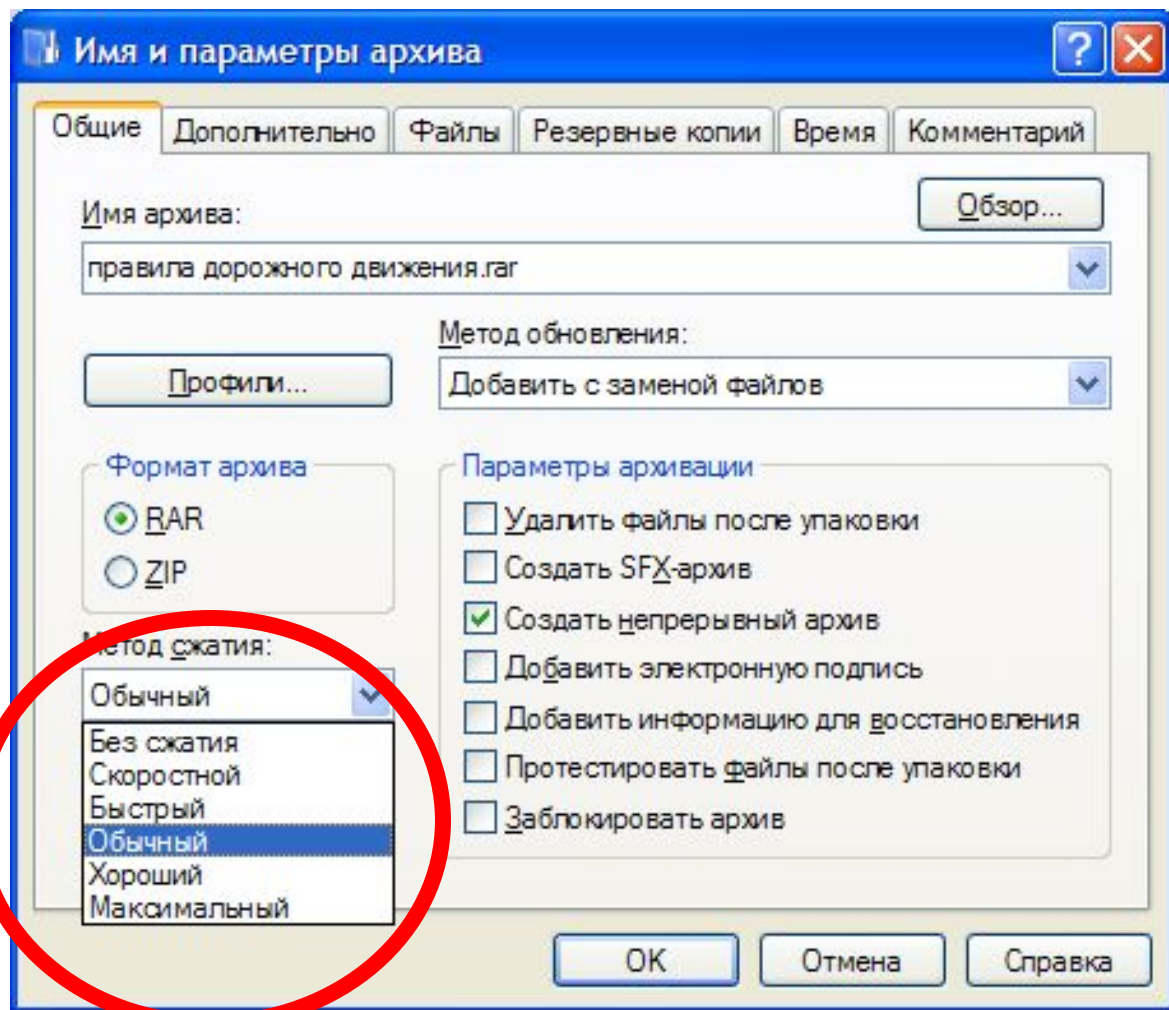 Имя и параметры архива
Общие Дополнительно Файлы Резервные копии Время Комментарий
Имя архива:
Обзор...
правила дорожного движения.rar
Метод обновления:
Профили...
Добавить с заменой файлов
Формат архива
RAR
ZIP
Метод сжатия:
Обычный
Без сжатия
Скоростной
Быстрый
Обычный
Хороший
Максимальный
Параметры архивации
Удалить файлы после упаковки
Создать SFX-архив
Создать непрерывный архив
Добавить электронную подпись
Добавить информацию для восстановления
Протестировать файлы после упаковки
Заблокировать архив
OK Отмена Справка